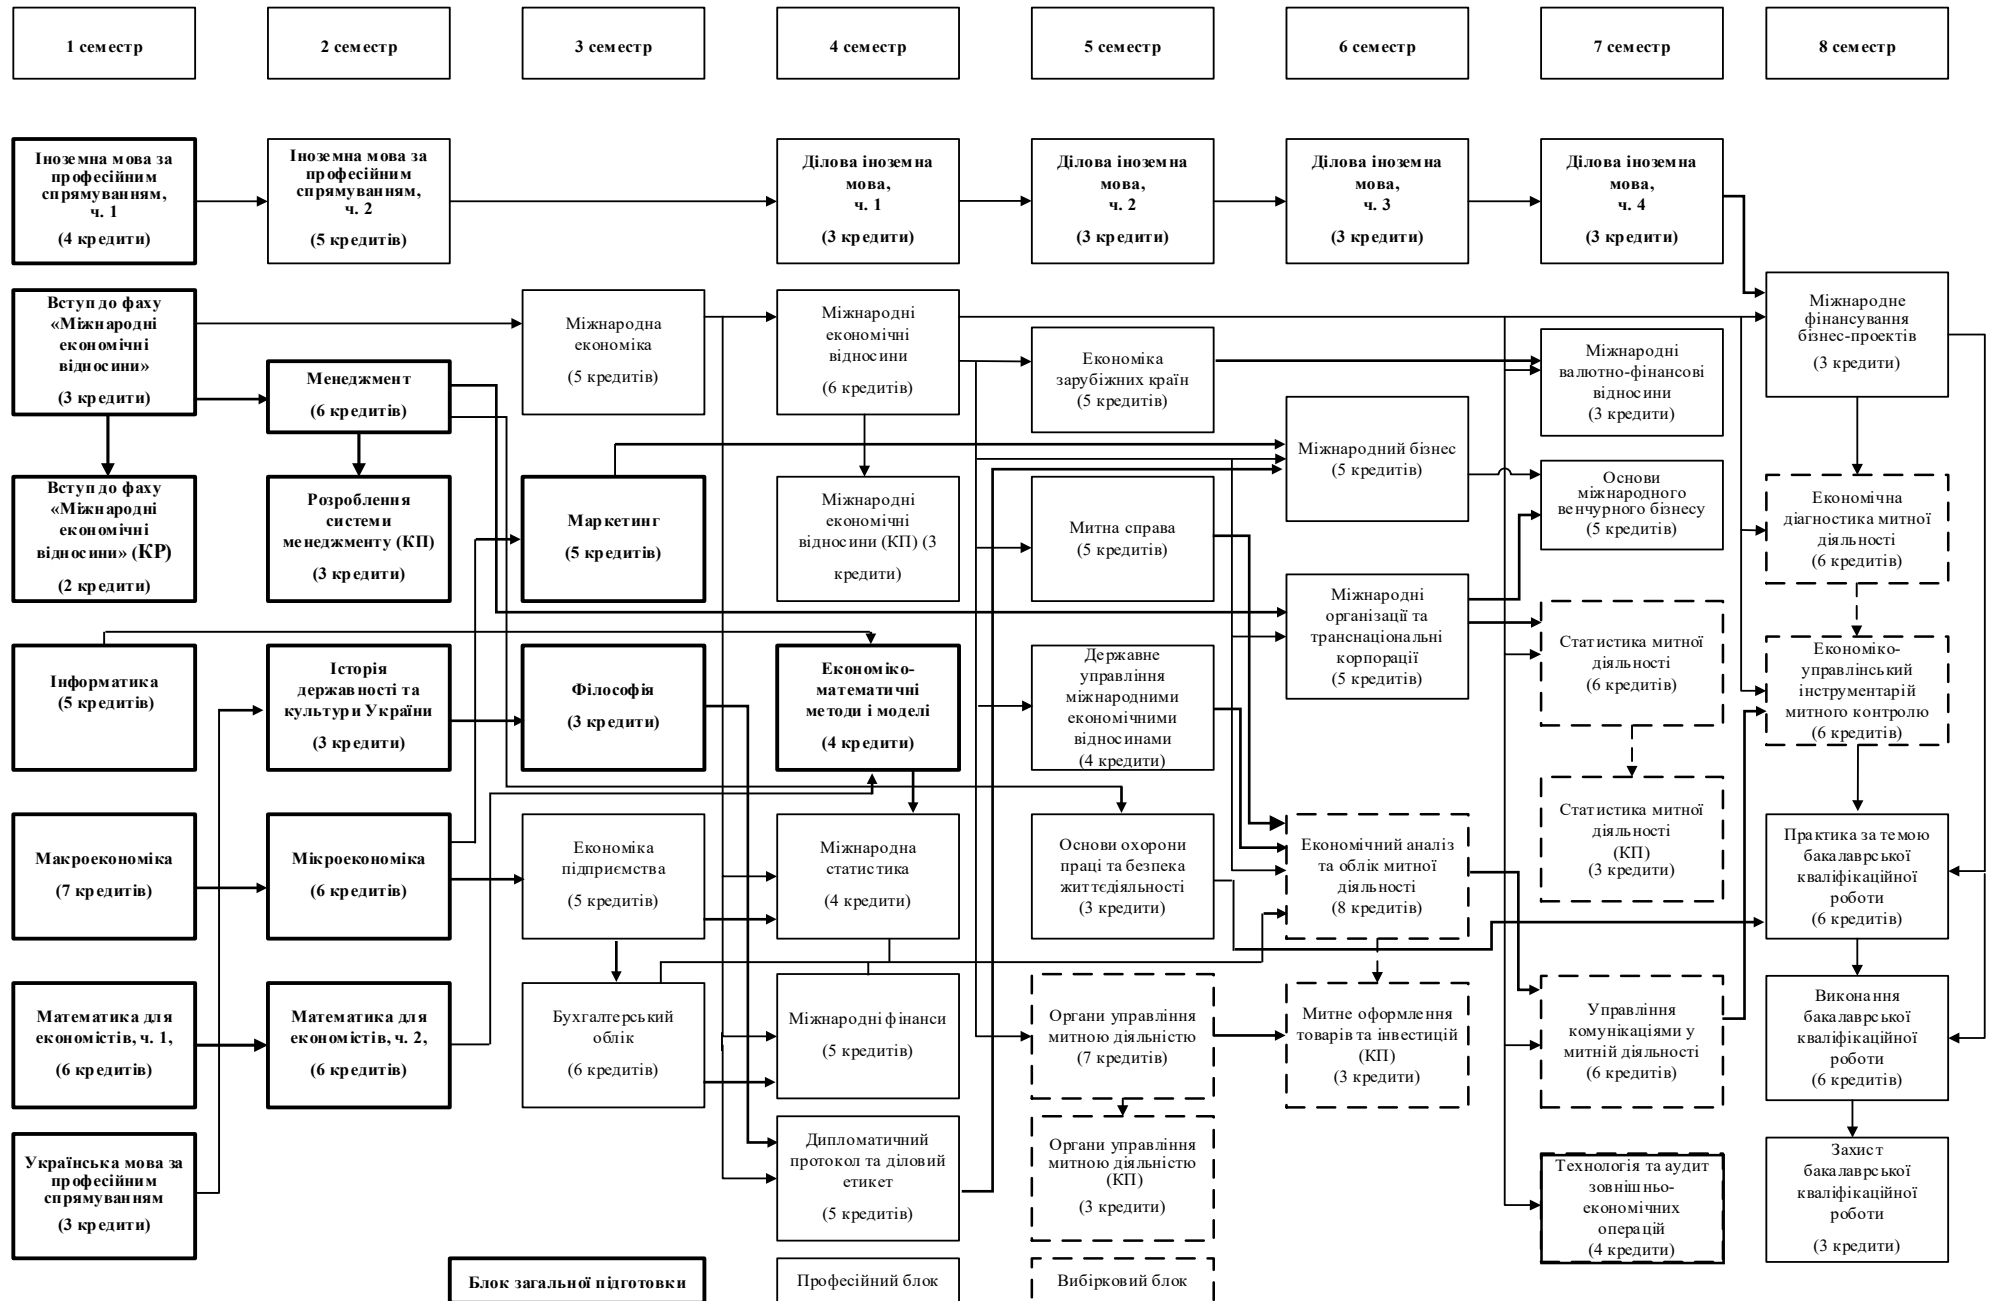 1 семестр
2 семестр
3 семестр
4 семестр
5 семестр
6 семестр
7 семестр
8 семестр
Іноземна мова за
професійним
спрямуванням,
ч. 1
(4 кредити)
Іноземна мова за
професійним
спрямуванням,
ч. 2
(5 кредитів)
Ділова іноземна
мова,
ч. 1
(3 кредити)
Ділова іноземна
мова,
ч. 2
(3 кредити)
Ділова іноземна
мова,
ч. 3
(3 кредити)
Ділова іноземна
мова,
ч. 4
(3 кредити)
Вступ до фаху
«Міжнародні
економічні
відносини»
(3 кредити)
Менеджмент
(6 кредитів)
Міжнародна
економіка
(5 кредитів)
Міжнародні
економічні
відносини
(6 кредитів)
Економіка
зарубіжних країн
(5 кредитів)
Міжнародний бізнес
(5 кредитів)
Міжнародні
валютно-фінансові
відносини
(3 кредити)
Міжнародне
фінансування
бізнес-проектів
(3 кредити)
Вступ до фаху
«Міжнародні
економічні
відносини» (КР)
(2 кредити)
Розроблення
системи
менеджменту (КП)
(3 кредити)
Маркетинг
(5 кредитів)
Міжнародні
економічні
відносини (КП) (3
кредити)
Митна справа
(5 кредитів)
Міжнародні
організації та
транснаціональні
корпорації
(5 кредитів)
Основи
міжнародного
венчурного бізнесу
(5 кредитів)
Економічна
діагностика митної
діяльності
(6 кредитів)
Інформатика
(5 кредитів)
Історія
державності та
культури України
(3 кредити)
Філософія
(3 кредити)
Економіко-
математичні
методи і моделі
(4 кредити)
Державне
управління
міжнародними
економічними
відносинами
(4 кредити)
Статистика митної
діяльності
(6 кредитів)
Економіко-
управлінський
інструментарій
митного контролю
(6 кредитів)
Макроекономіка
(7 кредитів)
Мікроекономіка
(6 кредитів)
Економіка
підприємства
(5 кредитів)
Міжнародна
статистика
(4 кредити)
Основи охорони
праці та безпека
життєдіяльності
(3 кредити)
Економічний аналіз
та облік митної
діяльності
(8 кредитів)
Статистика митної
діяльності
(КП)
(3 кредити)
Практика за темою
бакалаврської
кваліфікаційної
роботи
(6 кредитів)
Математика для
економістів, ч. 1,
(6 кредитів)
Математика для
економістів, ч. 2,
(6 кредитів)
Бухгалтерський
облік
(6 кредитів)
Міжнародні фінанси
(5 кредитів)
Органи управління
митною діяльністю
(7 кредитів)
Митне оформлення
товарів та інвестицій
(КП)
(3 кредити)
Управління
комунікаціями у
митній діяльності
(6 кредитів)
Виконання
бакалаврської
кваліфікаційної
роботи
(6 кредитів)
Українська мова за
професійним
спрямуванням
(3 кредити)
Дипломатичний
протокол та діловий
етикет
(5 кредитів)
Органи управління
митною діяльністю
(КП)
(3 кредити)
Технологія та аудит
зовнішньо-
економічних
операцій
(4 кредити)
Захист
бакалаврської
кваліфікаційної
роботи
(3 кредити)
Блок загальної підготовки
Професійний блок
Вибірковий блок